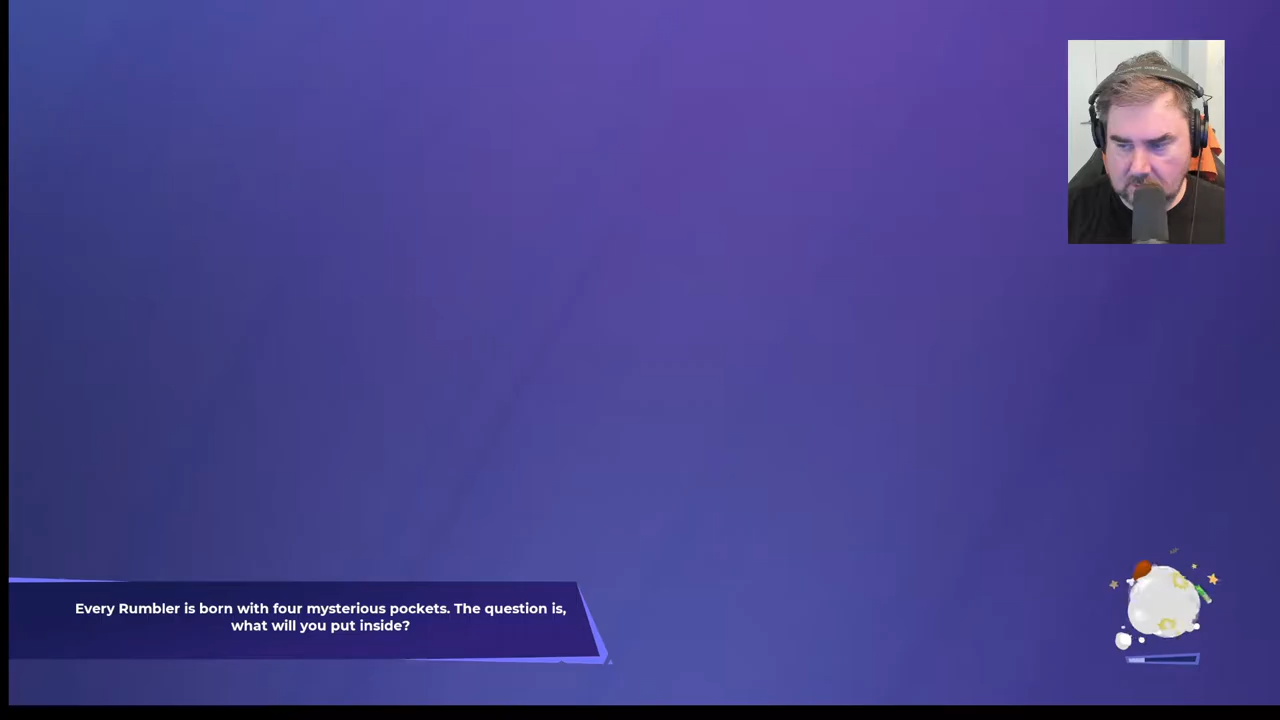 Every Rumbler is born with four mysterious pockets. The question is,
what will you put inside?